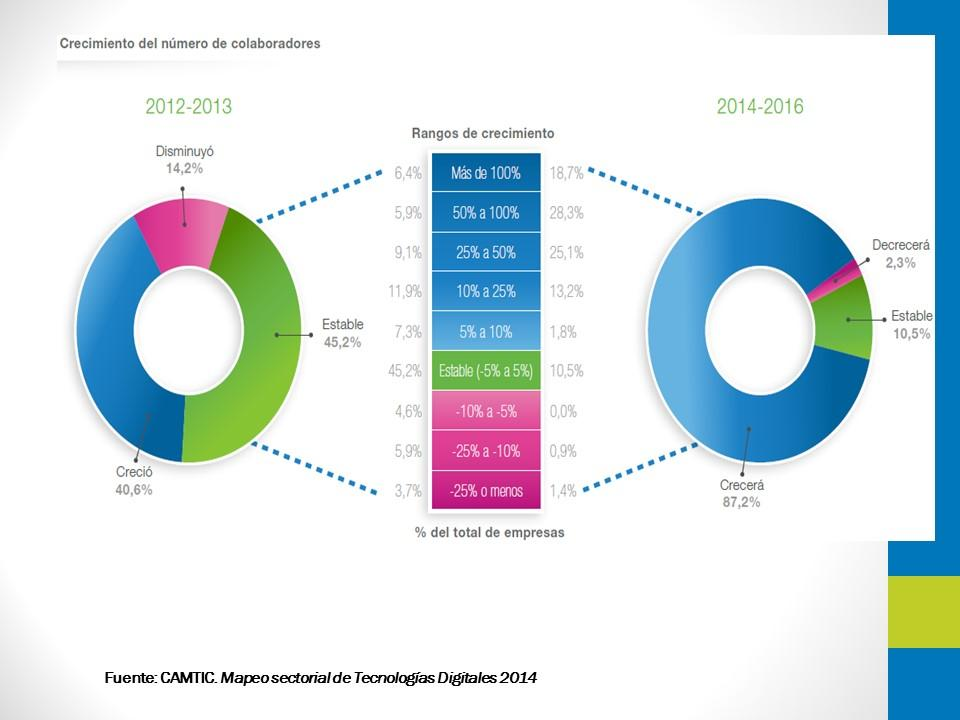 Crecimiento del número de colaboradores
2012-2013
2014-2016
Disminuyó
14,2%
Estable
45,2%
Creció
40,6%
Rangos de crecimiento
6,4% Más de 100% 18,7%
5,9% 50% a 100% 28,3%
9,1% 25% a 50% 25,1%
11,9% 10% a 25% 13,2%
7,3% 5% a 10% 1,8%
45,2% Estable (-5% a 5%) 10,5%
4,6% -10% a -5% 0,0%
5,9% -25% a -10% 0,9%
3,7% -25% o menos 1,4%
% del total de empresas
Decrecerá
2,3%
Estable
10,5%
Crecerá
87,2%
Fuente: CAMTIC. Mapeo sectorial de Tecnologías Digitales 2014